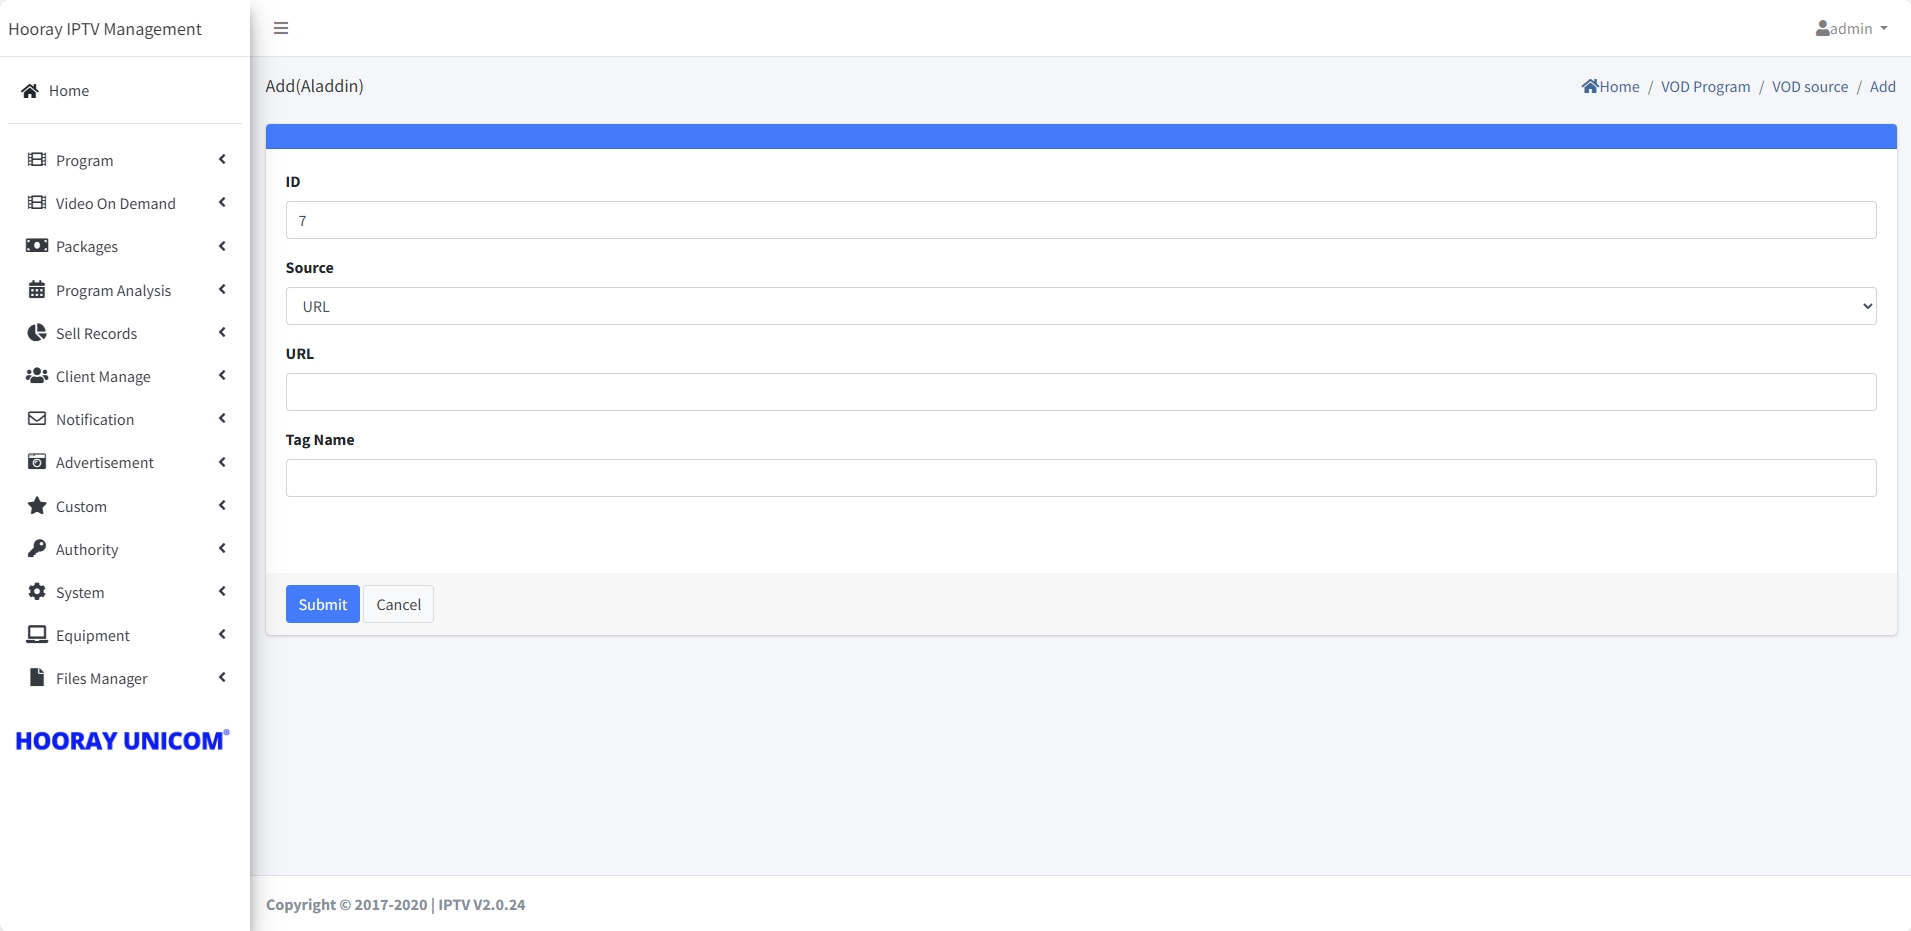 Hooray IPTV Management
admin
Home
Program
Video On Demand
Packages
Program Analysis
Sell Records
Client Manage
Notification
Advertisement
Custom
Authority
System
Equipment
Files Manager
HOORAY UNICOM®
Add(Aladdin)
Home / VOD Program / VOD source / Add
ID
7
Source
URL
URL
Tag Name
Submit Cancel
Copyright © 2017-2020 | IPTV V2.0.24